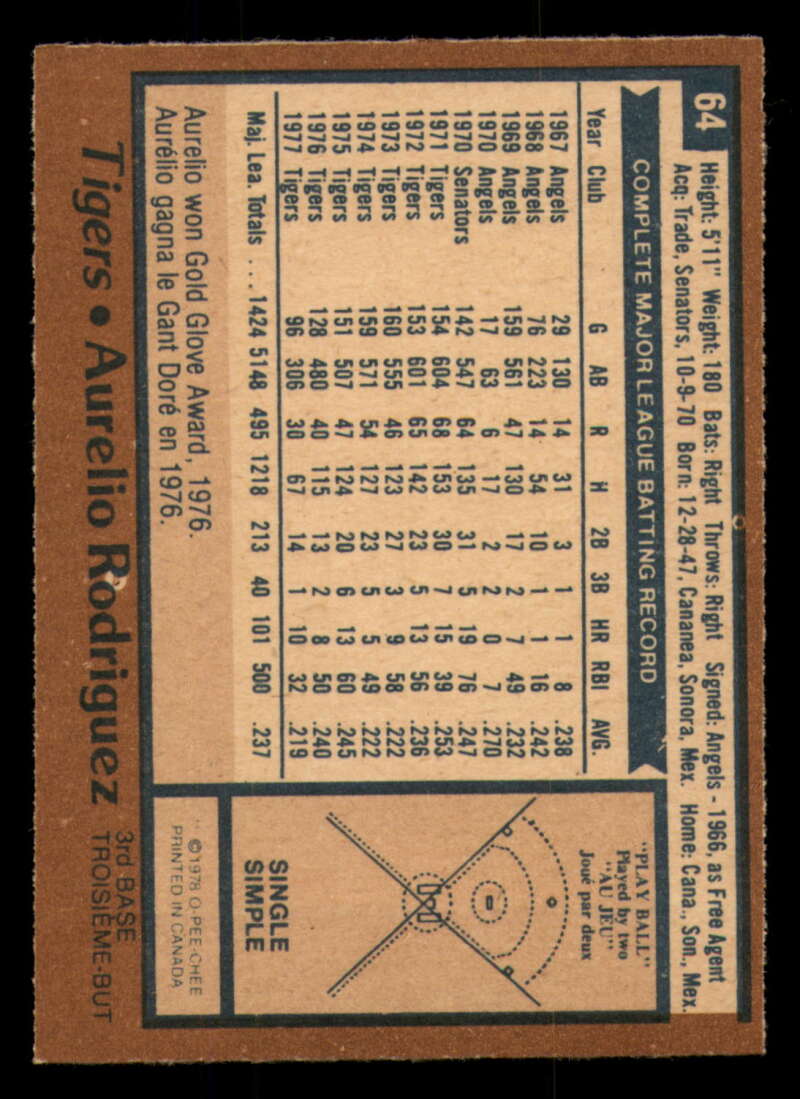 64
Height: 5'11" Weight: 180 Bats: Right Throws: Right Signed: Angels - 1966, as Free Agent
Acq: Trade, Senators, 10-9-70 Born: 12-28-47, Cananea, Sonora, Mex. Home: Cana., Son., Mex.
COMPLETE MAJOR LEAGUE BATTING RECORD
Year Club G AB R H 2B 3B HR RBI AVG.
1967 Angels 29 130 14 31 3 1 1 8 .238
1968 Angels 76 223 14 54 10 1 1 16 .242
1969 Angels 159 561 47 130 17 2 7 49 .232
1970 Angels 17 63 6 17 2 2 0 7 .270
1970 Senators 142 547 64 135 31 5 19 76 .247
1971 Tigers 154 604 68 153 30 7 15 39 .253
1972 Tigers 153 601 65 142 23 5 13 56 .236
1973 Tigers 160 555 46 123 27 3 9 58 .222
1974 Tigers 159 571 54 127 23 5 5 49 .222
1975 Tigers 151 507 47 124 20 6 13 60 .245
1976 Tigers 128 480 40 115 13 2 8 50 .240
1977 Tigers 96 306 30 67 14 1 10 32 .219
Maj. Lea. Totals ... 1424 5148 495 1218 213 40 101 500 .237
Aurelio won Gold Glove Award, 1976.
Aurélio gagna le Gant Doré en 1976.
"PLAY BALL"
Played by two
"AU JEU"
Joué par deux
SINGLE
SIMPLE
©1978 O-PEE-CHEE
PRINTED IN CANADA
Tigers • Aurelio Rodriguez
3rd BASE
TROISIÈME-BUT